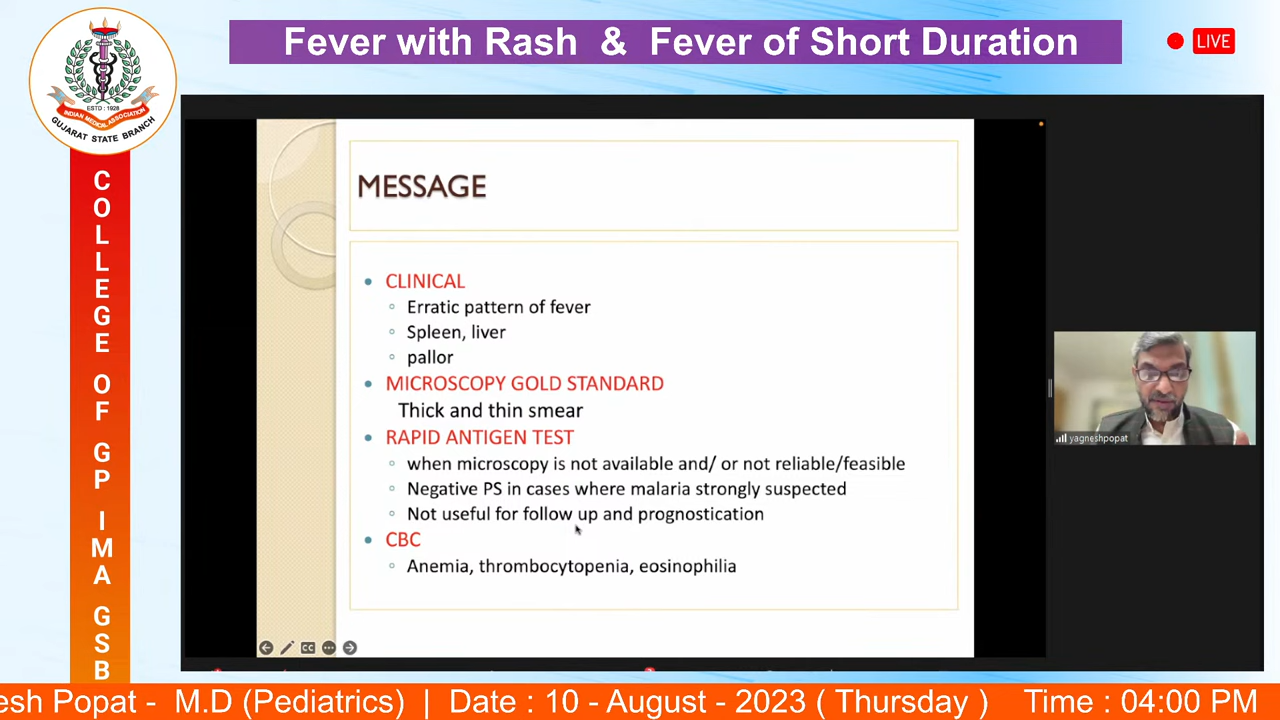 Fever with Rash & Fever of Short Duration
LIVE
ESTD : 1928
INDIAN MEDICAL ASSOCIATION
GUJARAT STATE BRANCH
COLLEGE OF GP IMA GSB
MESSAGE
CLINICAL
Erratic pattern of fever
Spleen, liver
pallor
MICROSCOPY GOLD STANDARD
Thick and thin smear
RAPID ANTIGEN TEST
when microscopy is not available and/ or not reliable/feasible
Negative PS in cases where malaria strongly suspected
Not useful for follow up and prognostication
CBC
Anemia, thrombocytopenia, eosinophilia
CC
yagneshpopat
esh Popat - M.D (Pediatrics) | Date : 10 - August - 2023 ( Thursday ) Time : 04:00 PM